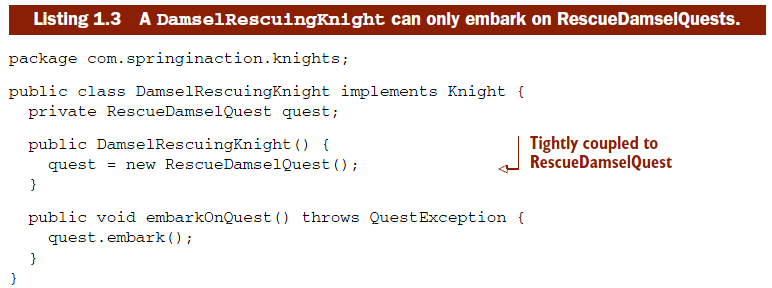 Listing 1.3 A DamselRescuingKnight can only embark on RescueDamselQuests.
package com.springinaction.knights;
public class DamselRescuingKnight implements Knight {
private RescueDamselQuest quest;
public DamselRescuingKnight() {
quest = new RescueDamselQuest();
}
Tightly coupled to
RescueDamselQuest
public void embarkOnQuest() throws QuestException {
quest.embark();
}
}